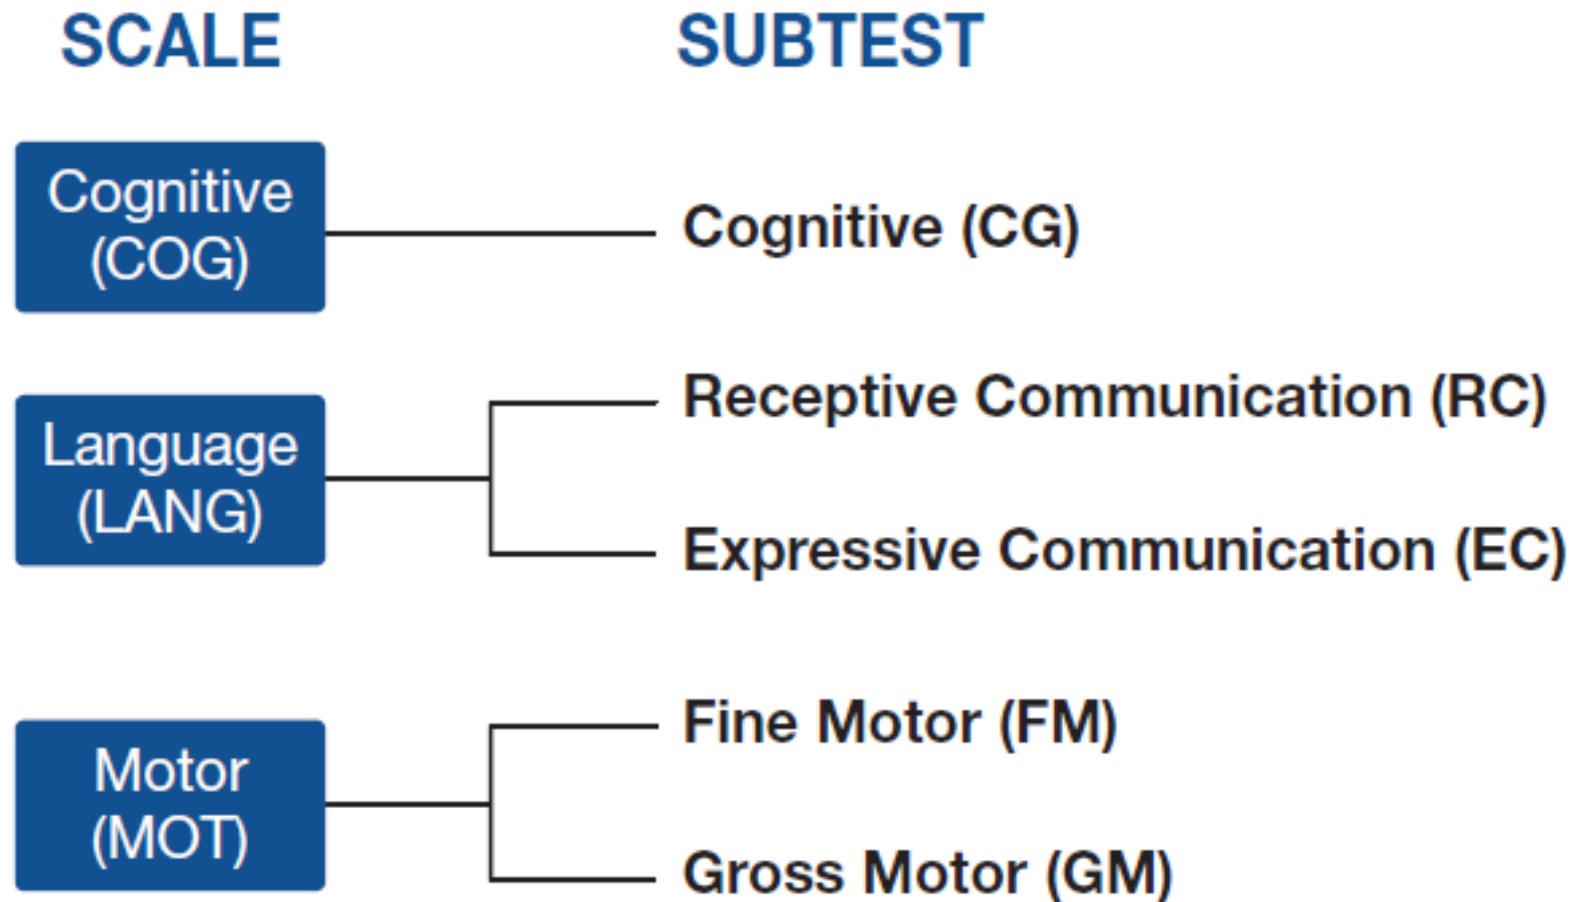 SCALE SUBTEST
Cognitive
(COG)
Cognitive (CG)
Language
(LANG)
Receptive Communication (RC)
Expressive Communication (EC)
Motor
(MOT)
Fine Motor (FM)
Gross Motor (GM)